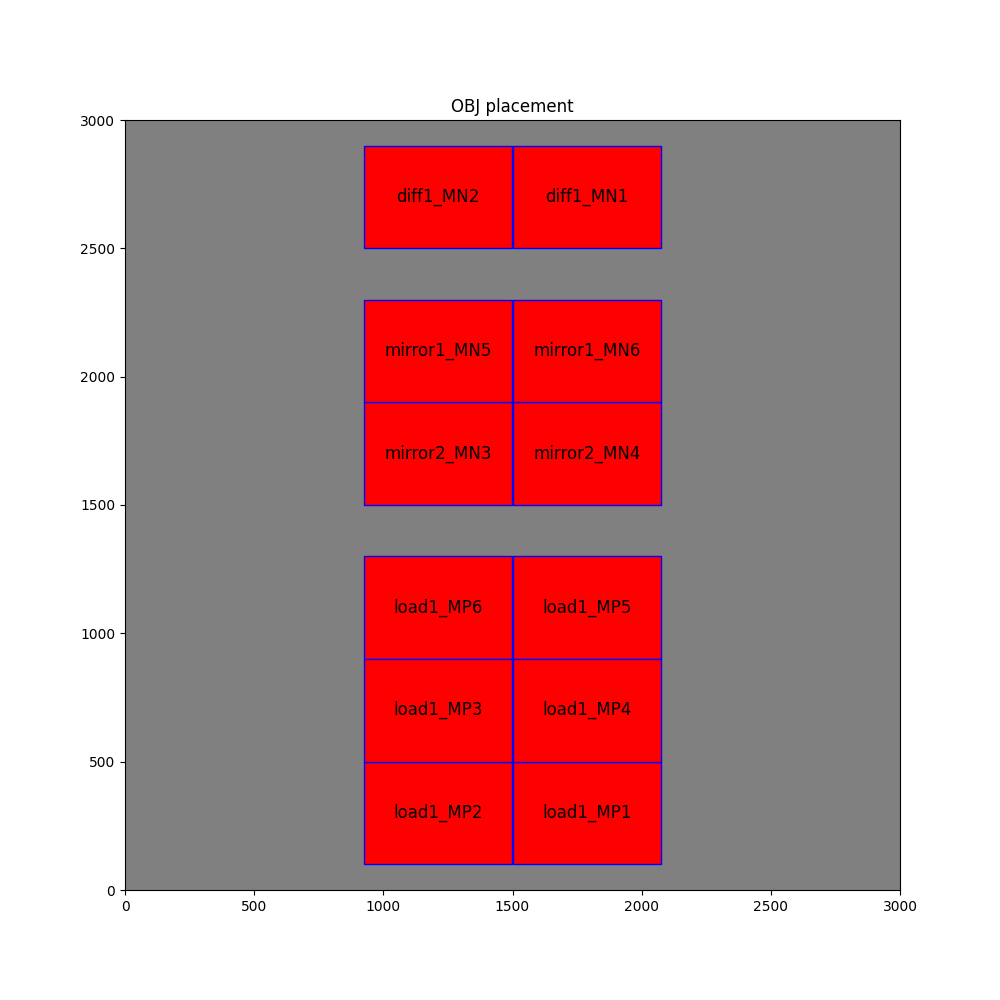 OBJ placement
3000
diff1_MN2 diff1_MN1
2500
mirror1_MN5 mirror1_MN6
2000
mirror2_MN3 mirror2_MN4
1500
load1_MP6 load1_MP5
1000
load1_MP3 load1_MP4
500
load1_MP2 load1_MP1
0
0 500 1000 1500 2000 2500 3000